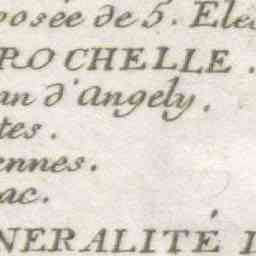 posée de 5. Ele
ROCHELLE.
an d'Angely.
tes.
ennes.
ac.
NERALITÉ